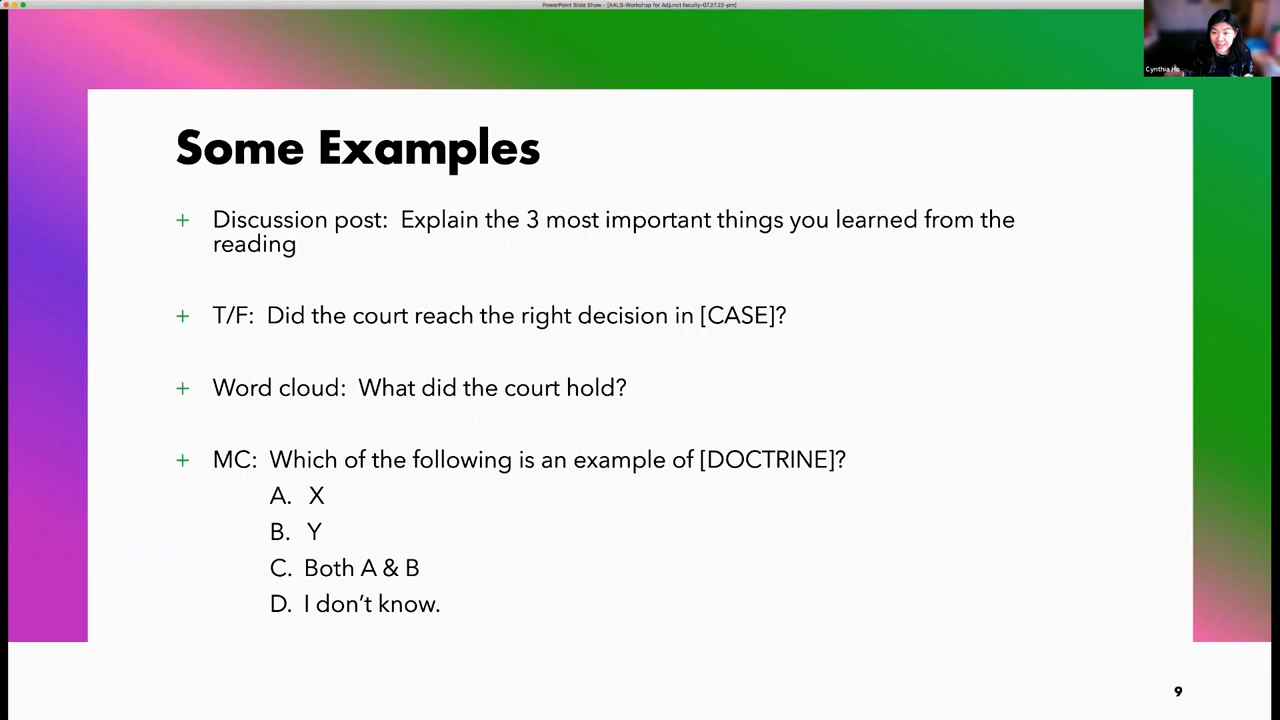 PowerPoint Slide Show - [AALS-Workshop for Adjunct faculty-07.27.22-pm]
Cynthia Ho
Some Examples
+ Discussion post: Explain the 3 most important things you learned from the
reading
+ T/F: Did the court reach the right decision in [CASE]?
+ Word cloud: What did the court hold?
+ MC: Which of the following is an example of [DOCTRINE]?
A. X
B. Y
C. Both A & B
D. I don’t know.
9